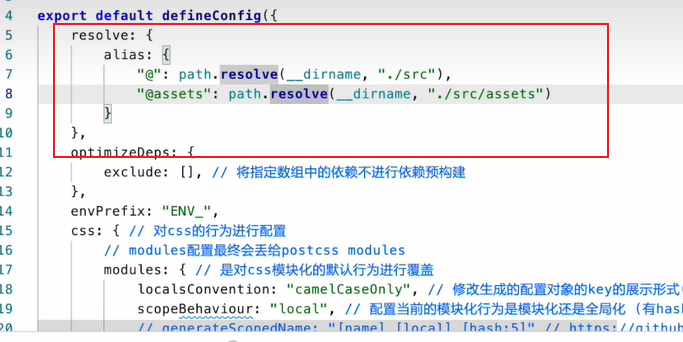 4 export default defineConfig({
5 resolve: {
6 alias: {
7 "@": path.resolve(__dirname, "./src"),
8 "@assets": path.resolve(__dirname, "./src/assets")
9 }
10 },
11 optimizeDeps: {
12 exclude: [], // 将指定数组中的依赖不进行依赖预构建
13 },
14 envPrefix: "ENV_",
15 css: { // 对css的行为进行配置
16 // modules配置最终会丢给postcss modules
17 modules: { // 是对css模块化的默认行为进行覆盖
18 localsConvention: "camelCaseOnly", // 修改生成的配置对象的key的展示形式(
19 scopeBehaviour: "local", // 配置当前的模块化行为是模块化还是全局化 (有has
20 // generateScopedName: "[name]_[local]_[hash:5]" // https://github